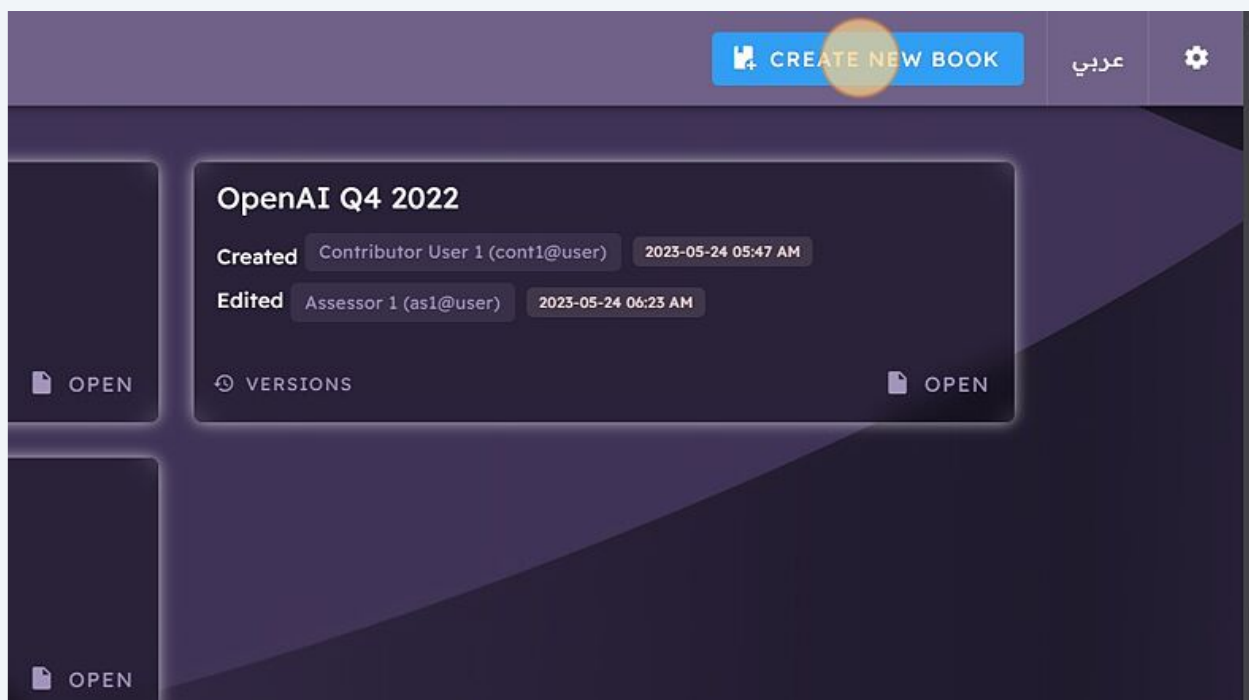 CREATE NEW BOOK عربي
OpenAI Q4 2022
Created Contributor User 1 (cont1@user) 2023-05-24 05:47 AM
Edited Assessor 1 (as1@user) 2023-05-24 06:23 AM
OPEN VERSIONS OPEN
OPEN